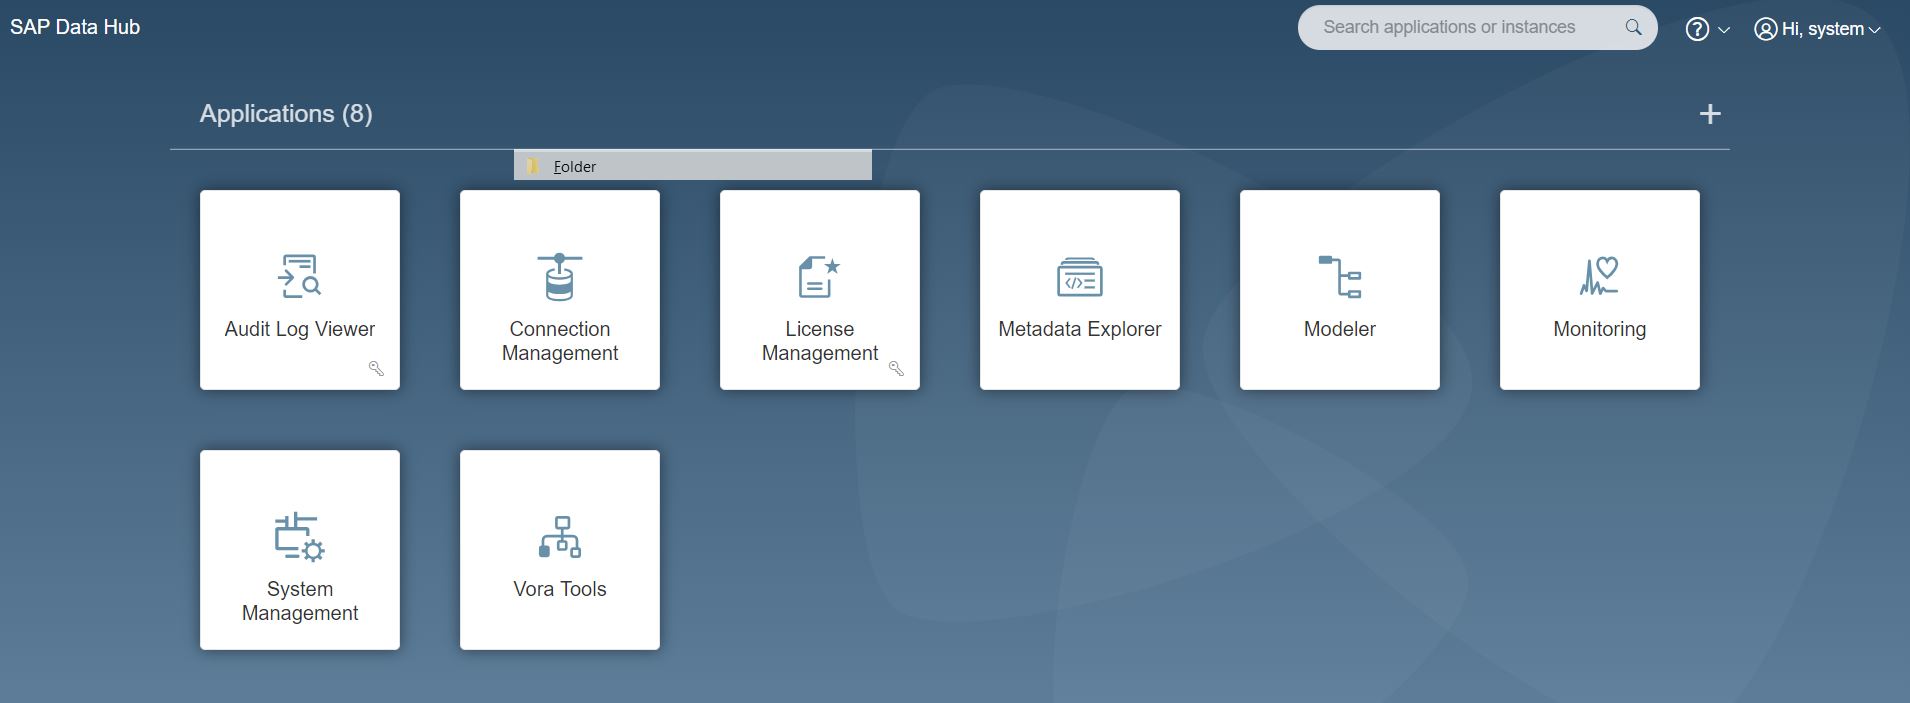 SAP Data Hub
Search applications or instances
?
Hi, system
Applications (8)
+
Folder
Audit Log Viewer
Connection
Management
License
Management
Metadata Explorer
Modeler
Monitoring
System
Management
Vora Tools